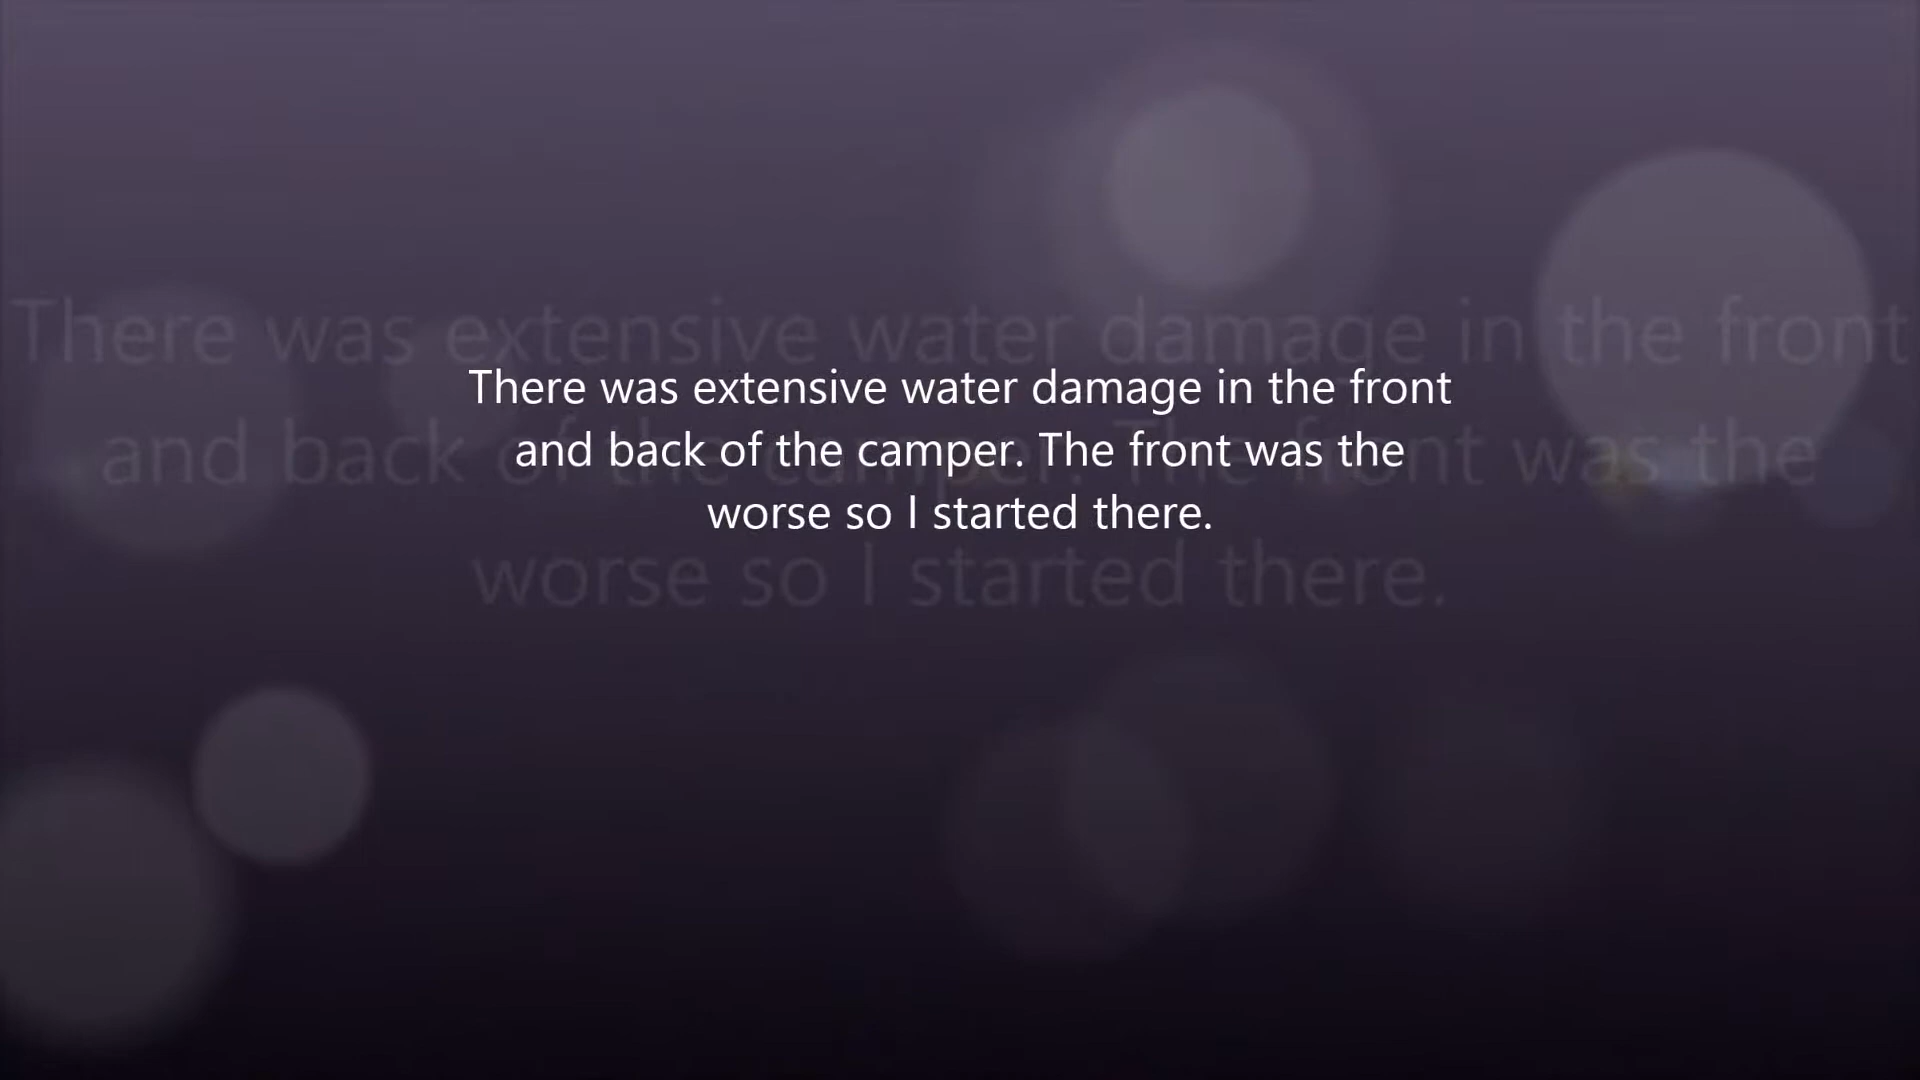 There was extensive water damage in the front
and back of the camper. The front was the
worse so I started there.